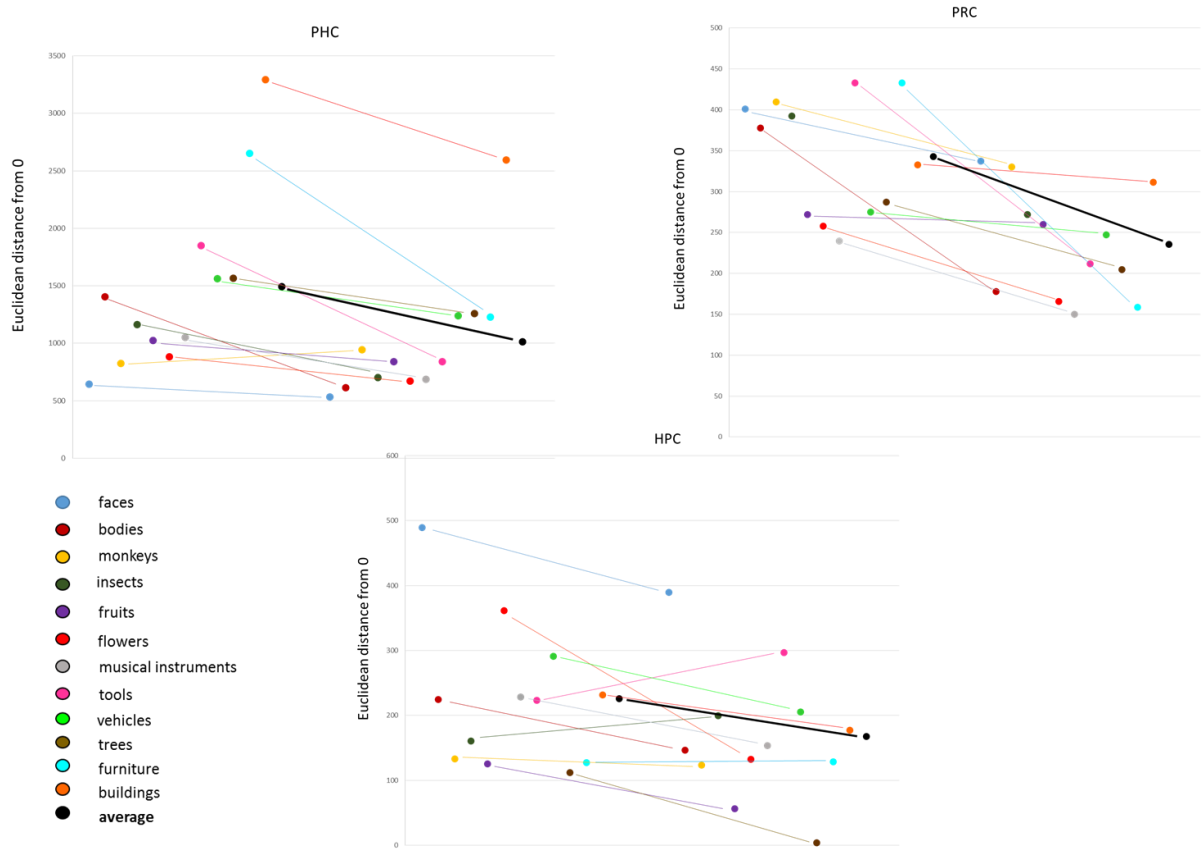 PHC
Euclidean distance from 0
3500
3000
2500
2000
1500
1000
500
0
PRC
Euclidean distance from 0
500
450
400
350
300
250
200
150
100
50
0
HPC
Euclidean distance from 0
600
500
400
300
200
100
0
faces
bodies
monkeys
insects
fruits
flowers
musical instruments
tools
vehicles
trees
furniture
buildings
average